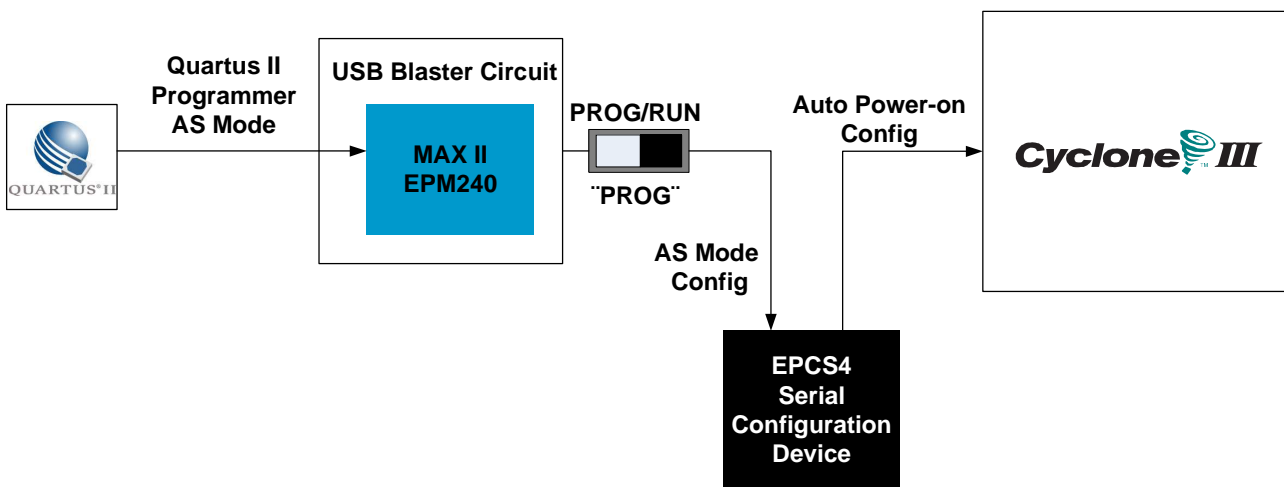 Quartus II
Programmer
AS Mode
QUARTUS® II
USB Blaster Circuit
MAX II
EPM240
PROG/RUN
¨PROG¨
AS Mode
Config
EPCS4
Serial
Configuration
Device
Auto Power-on
Config
Cyclone™ III